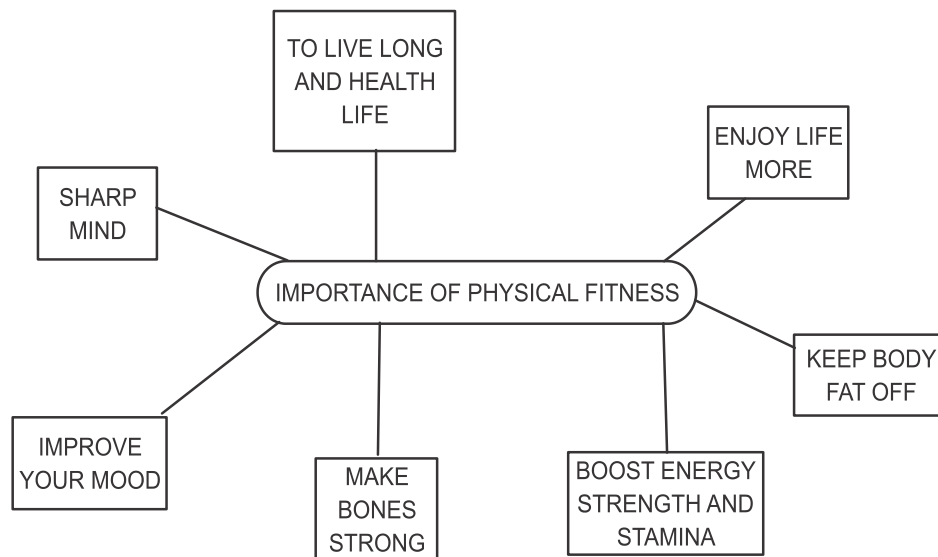 TO LIVE LONG
AND HEALTH
LIFE
ENJOY LIFE
MORE
SHARP
MIND
IMPORTANCE OF PHYSICAL FITNESS
KEEP BODY
FAT OFF
IMPROVE
YOUR MOOD
MAKE
BONES
STRONG
BOOST ENERGY
STRENGTH AND
STAMINA